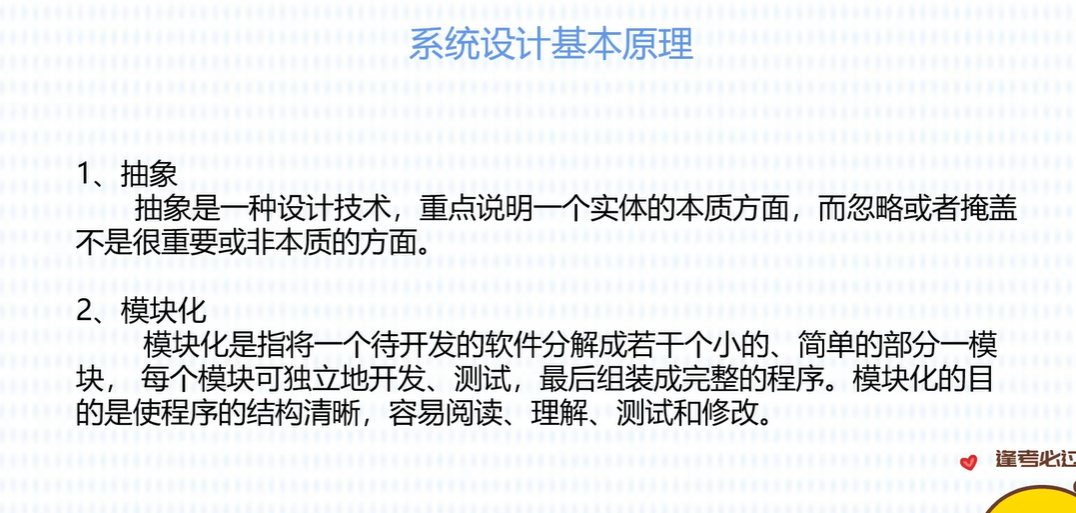 系统设计基本原理
1、抽象
抽象是一种设计技术，重点说明一个实体的本质方面，而忽略或者掩盖
不是很重要或非本质的方面。
2、模块化
模块化是指将一个待开发的软件分解成若干个小的、简单的部分—模
块， 每个模块可独立地开发、测试，最后组装成完整的程序。模块化的目
的是使程序的结构清晰，容易阅读、理解、测试和修改。
逢考必过